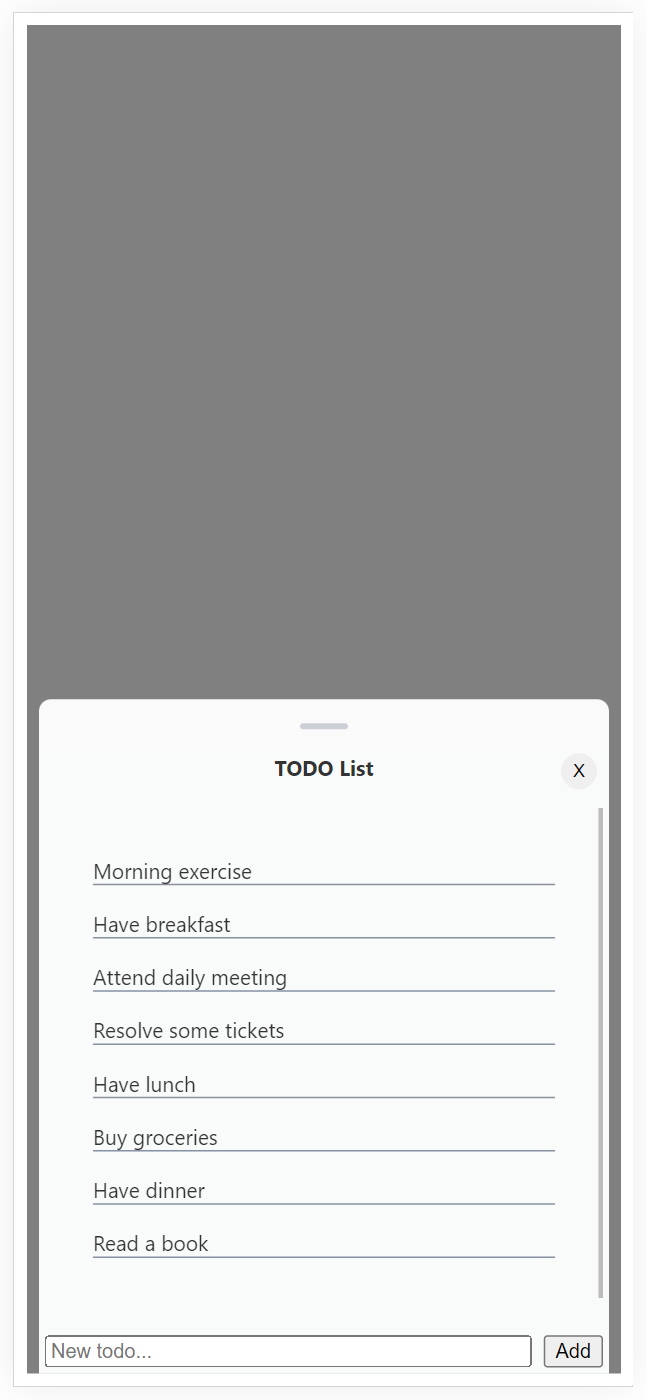 TODO List
X
Morning exercise
Have breakfast
Attend daily meeting
Resolve some tickets
Have lunch
Buy groceries
Have dinner
Read a book
New todo...
Add